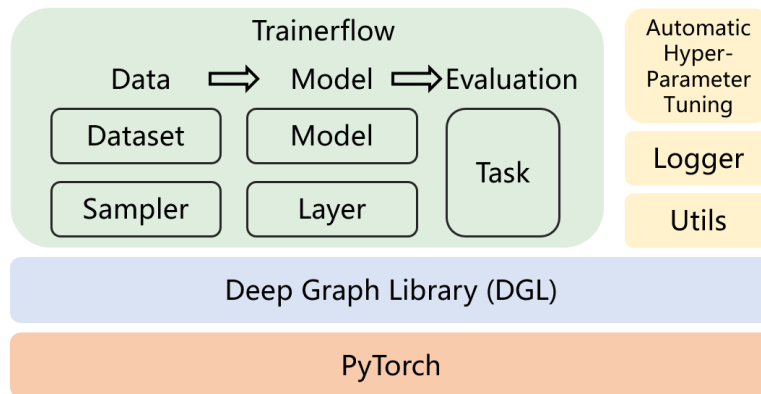 Trainerflow
Data
Model
Evaluation
Dataset
Model
Task
Sampler
Layer
Automatic
Hyper-
Parameter
Tuning
Logger
Utils
Deep Graph Library (DGL)
PyTorch